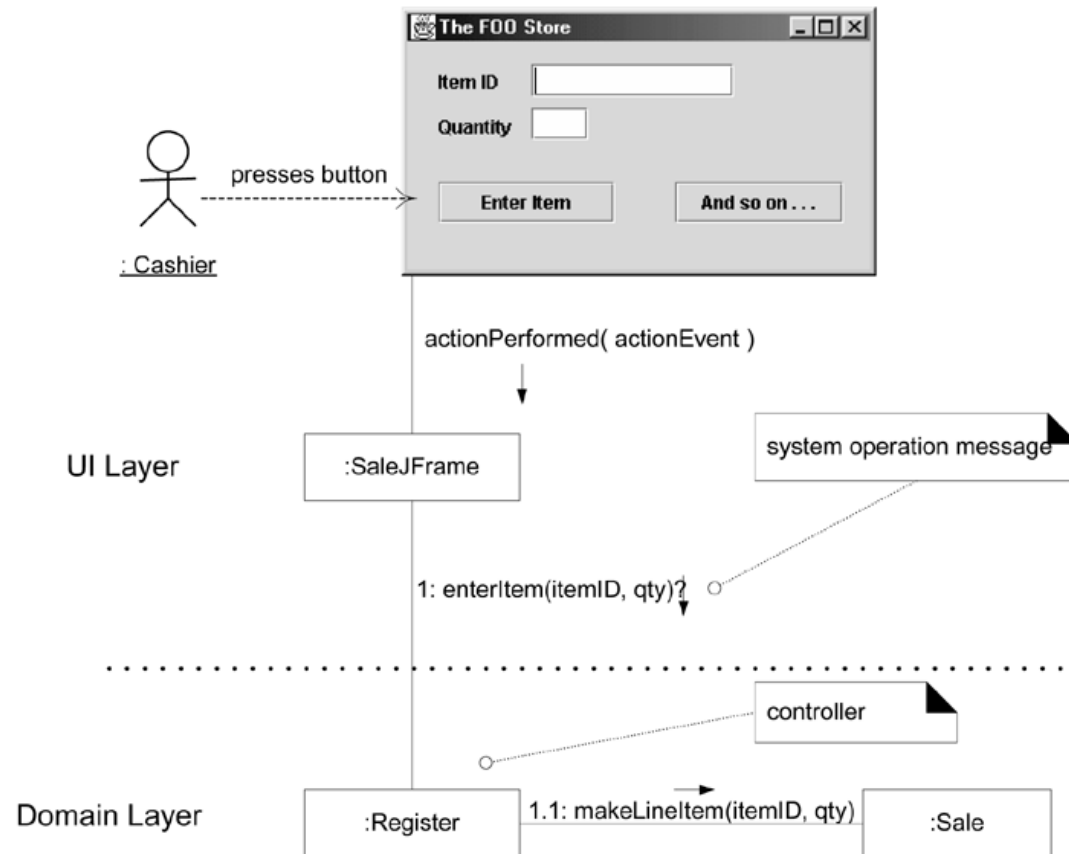 The FOO Store
Item ID
Quantity
presses button
Enter Item
And so on . . .
: Cashier
actionPerformed( actionEvent )
system operation message
UI Layer
:SaleJFrame
1: enterItem(itemID, qty)?
controller
Domain Layer
:Register
1.1: makeLineItem(itemID, qty)
:Sale